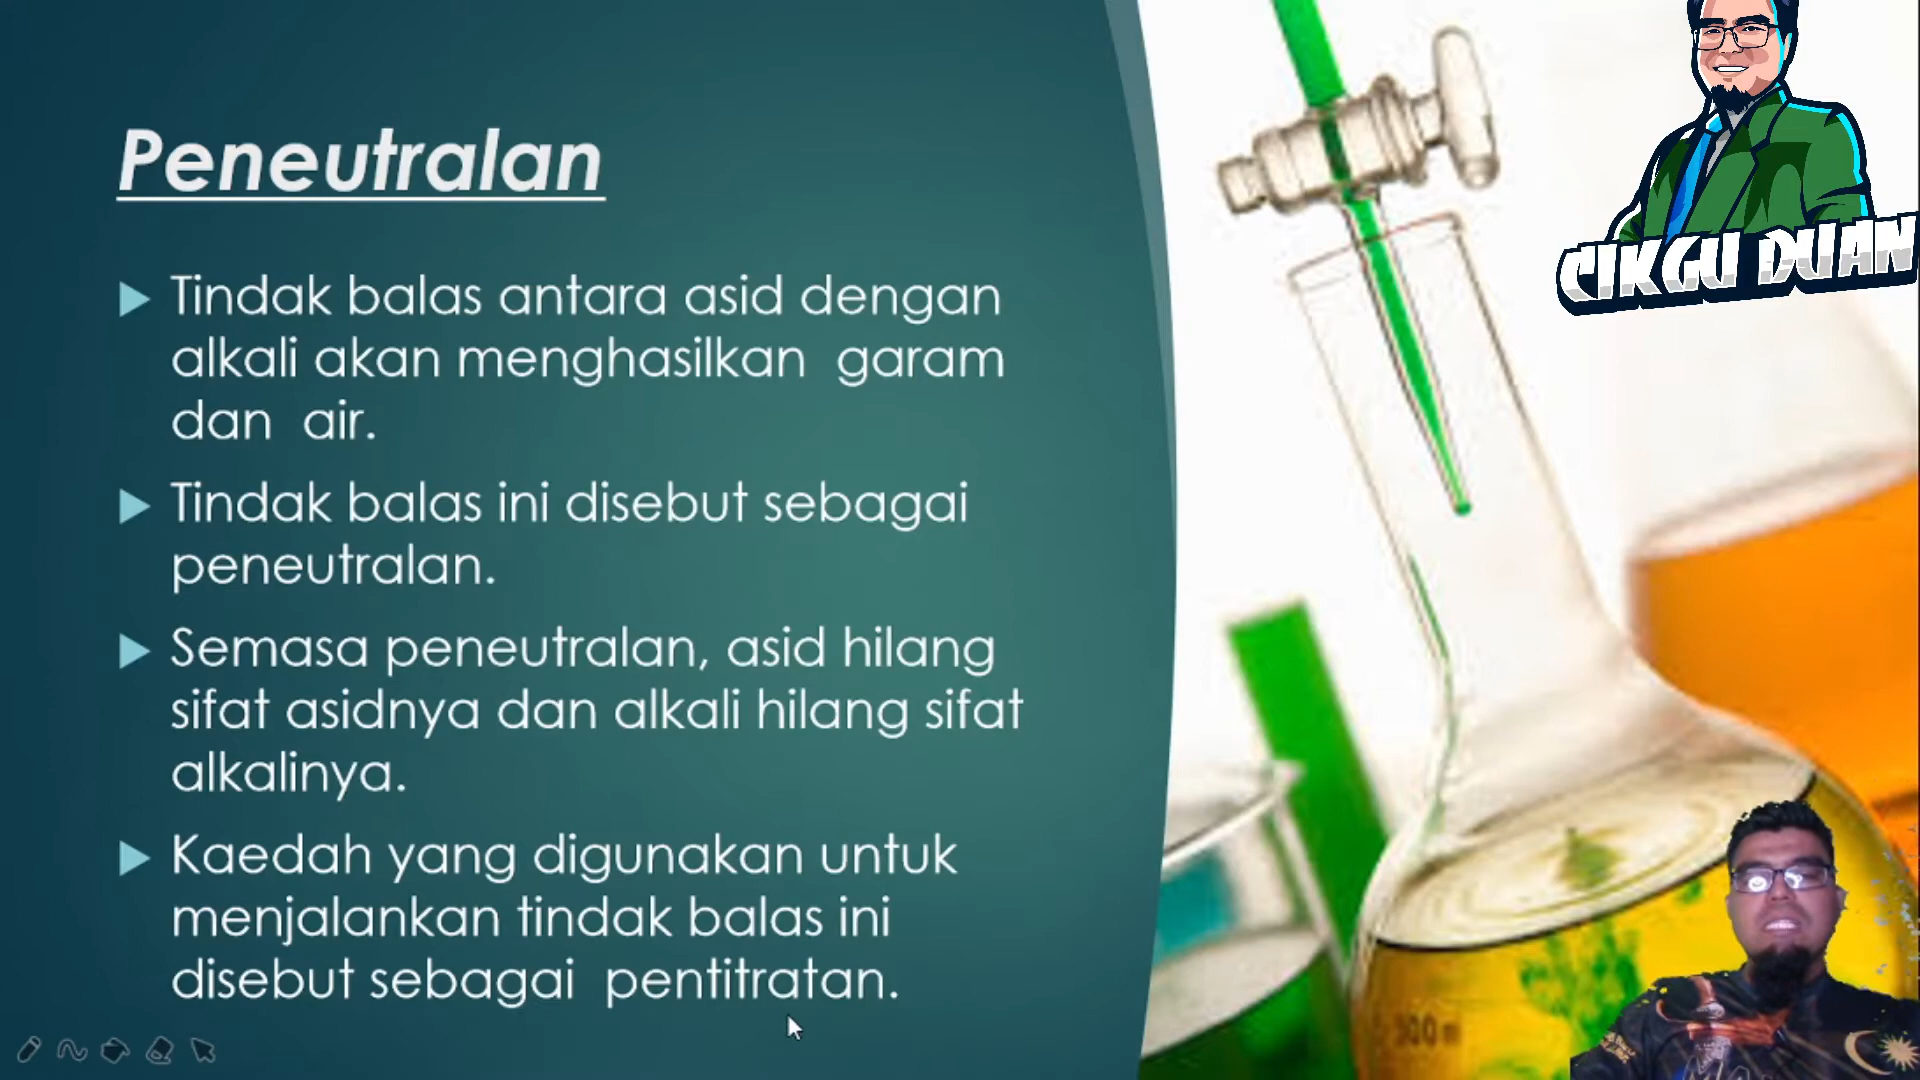 Peneutralan
Tindak balas antara asid dengan
alkali akan menghasilkan garam
dan air.
Tindak balas ini disebut sebagai
peneutralan.
Semasa peneutralan, asid hilang
sifat asidnya dan alkali hilang sifat
alkalinya.
Kaedah yang digunakan untuk
menjalankan tindak balas ini
disebut sebagai pentitratan.
CIKGU DUAN